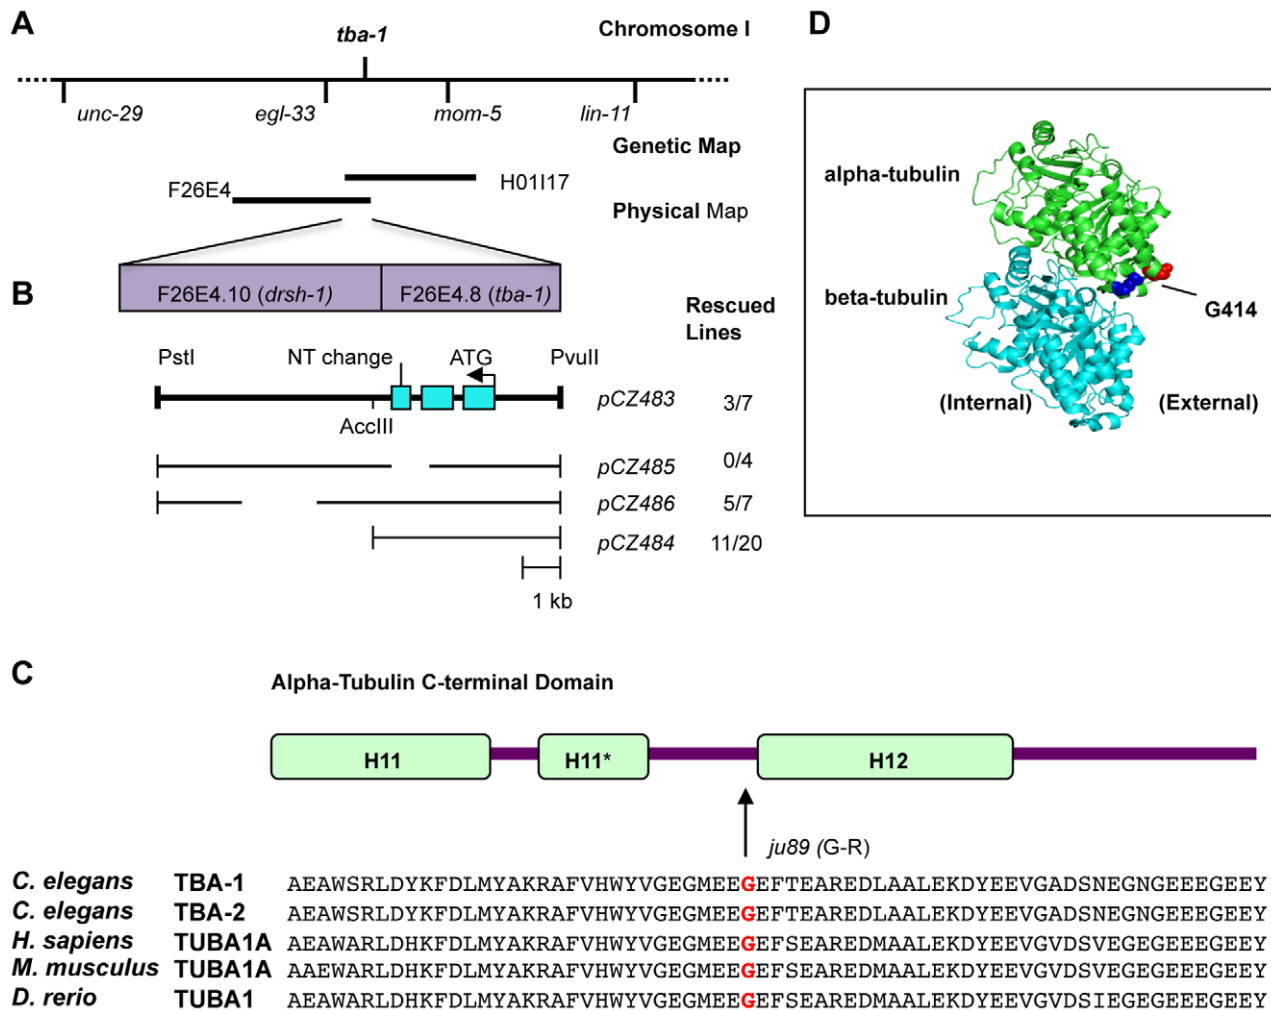 A
tba-1
Chromosome I
unc-29
egl-33
mom-5
lin-11
Genetic Map
F26E4
H01I17
Physical Map
B
F26E4.10 (drsh-1)
F26E4.8 (tba-1)
Rescued
Lines
PstI
NT change
ATG
PvuII
AccIII
pCZ483
3/7
pCZ485
0/4
pCZ486
5/7
pCZ484
11/20
1 kb
D
alpha-tubulin
beta-tubulin
G414
(Internal)
(External)
C
Alpha-Tubulin C-terminal Domain
H11
H11*
H12
ju89 (G-R)
C. elegans TBA-1 AEAWSRLDYKFDLMYAKRAFVHWYVGEGMEEGEFTEAREDLAALEKDYEEVGADSNEGNGEEEGEEY
C. elegans TBA-2 AEAWSRLDYKFDLMYAKRAFVHWYVGEGMEEGEFTEAREDLAALEKDYEEVGADSNEGNGEEEGEEY
H. sapiens TUBA1A AEAWARLDHKFDLMYAKRAFVHWYVGEGMEEGEFSEAREDMAALEKDYEEVGVDSVEGEGEEEGEEY
M. musculus TUBA1A AAEWARLDHKFDLMYAKRAFVHWYVGEGMEEGEFSEAREDMAALEKDYEEVGVDSVEGEGEEEGEEY
D. rerio TUBA1 AEAWARLDHKFDLMYAKRAFVHWYVGEGMEEGEFSEAREDMAALEKDYEEVGVDSIEGEGEEEGEEY